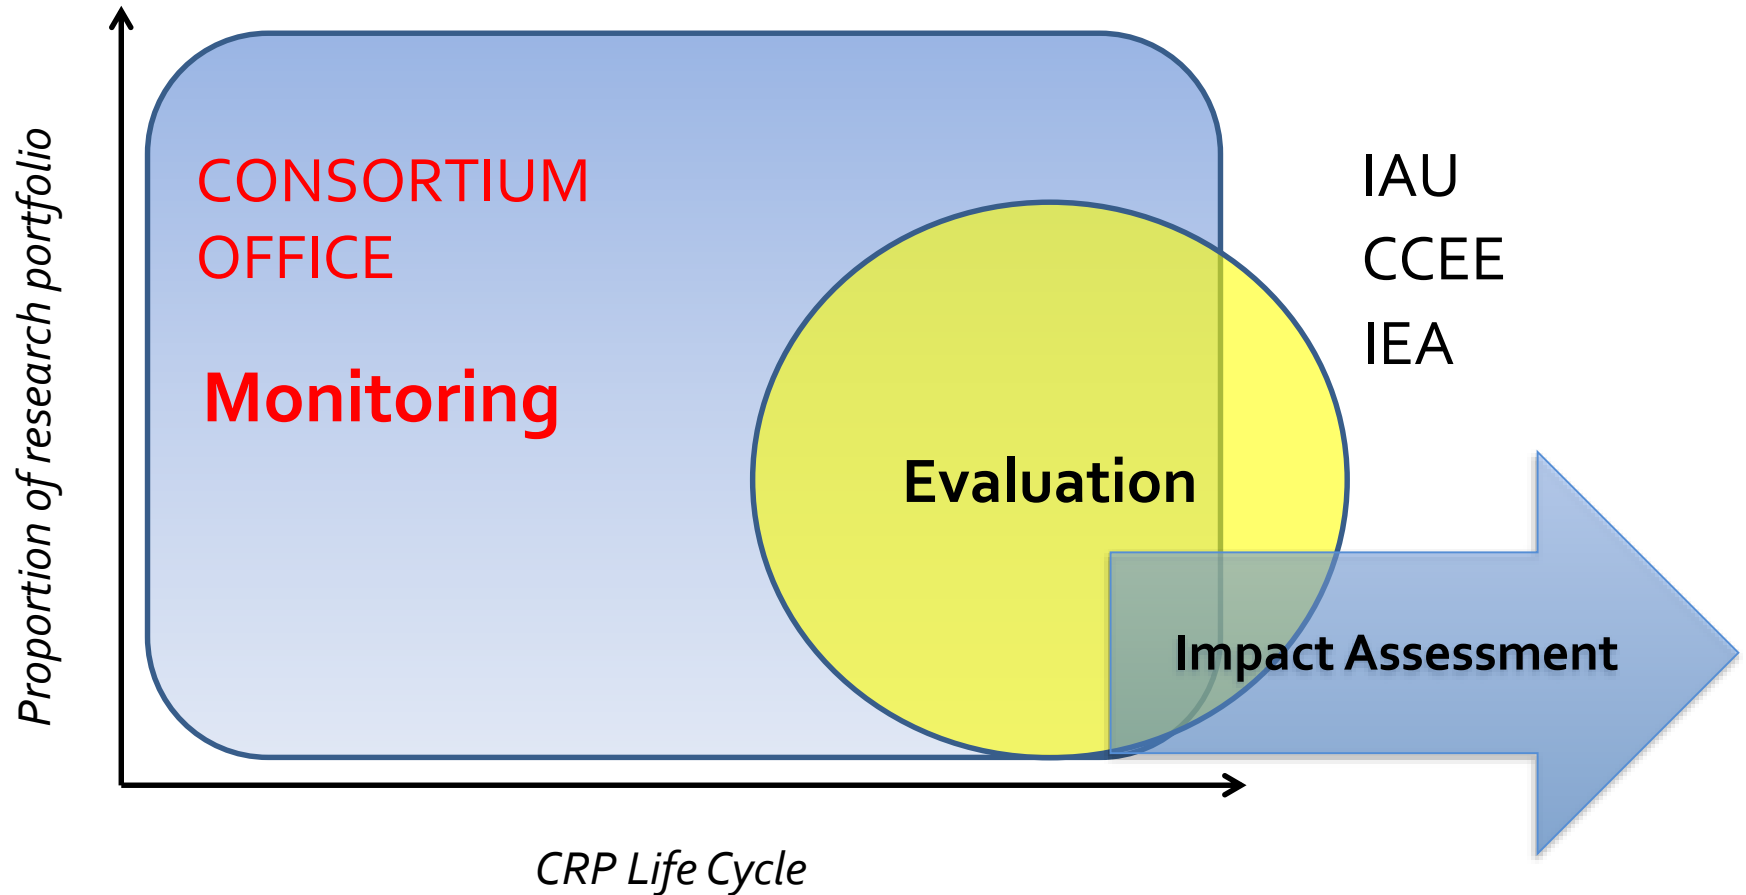 Proportion of research portfolio
CONSORTIUM
OFFICE
Monitoring
Evaluation
IAU
CCEE
IEA
Impact Assessment
CRP Life Cycle